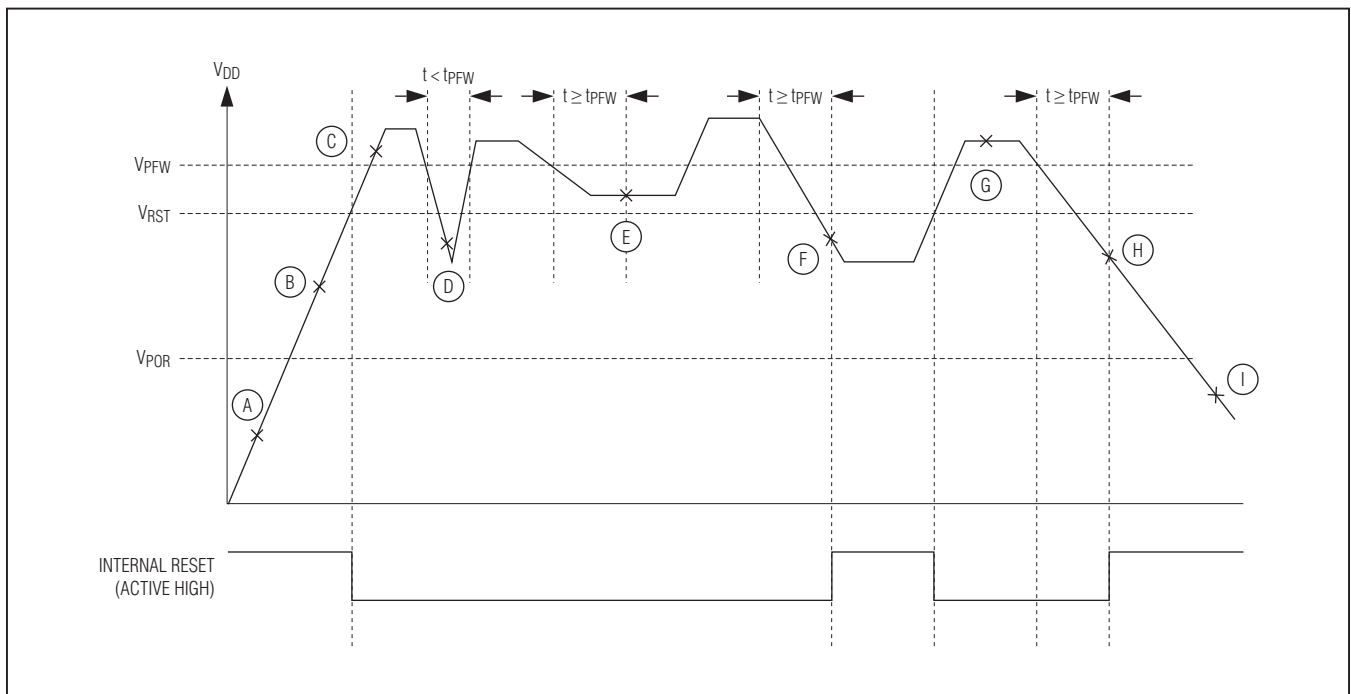 VDD
t < tPFW
t ≥ tPFW
t ≥ tPFW
t ≥ tPFW
C
VPFW
G
VRST
E
F
H
B
D
VPOR
I
A
INTERNAL RESET
(ACTIVE HIGH)